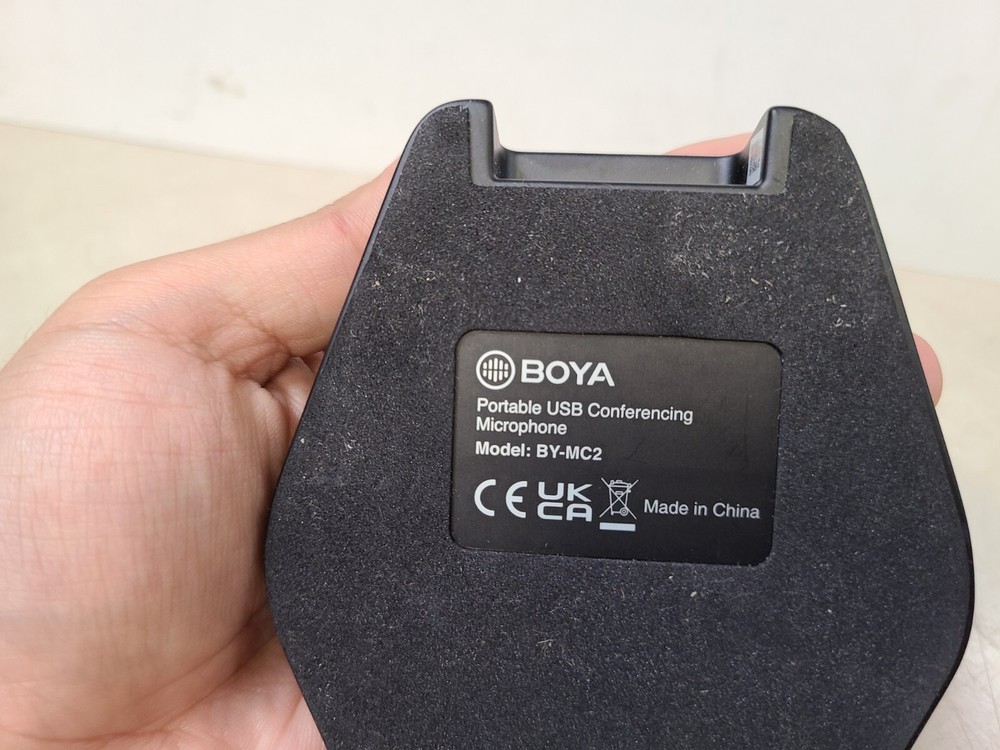 BOYA
Portable USB Conferencing
Microphone
Model: BY-MC2
CE UK CA Made in China